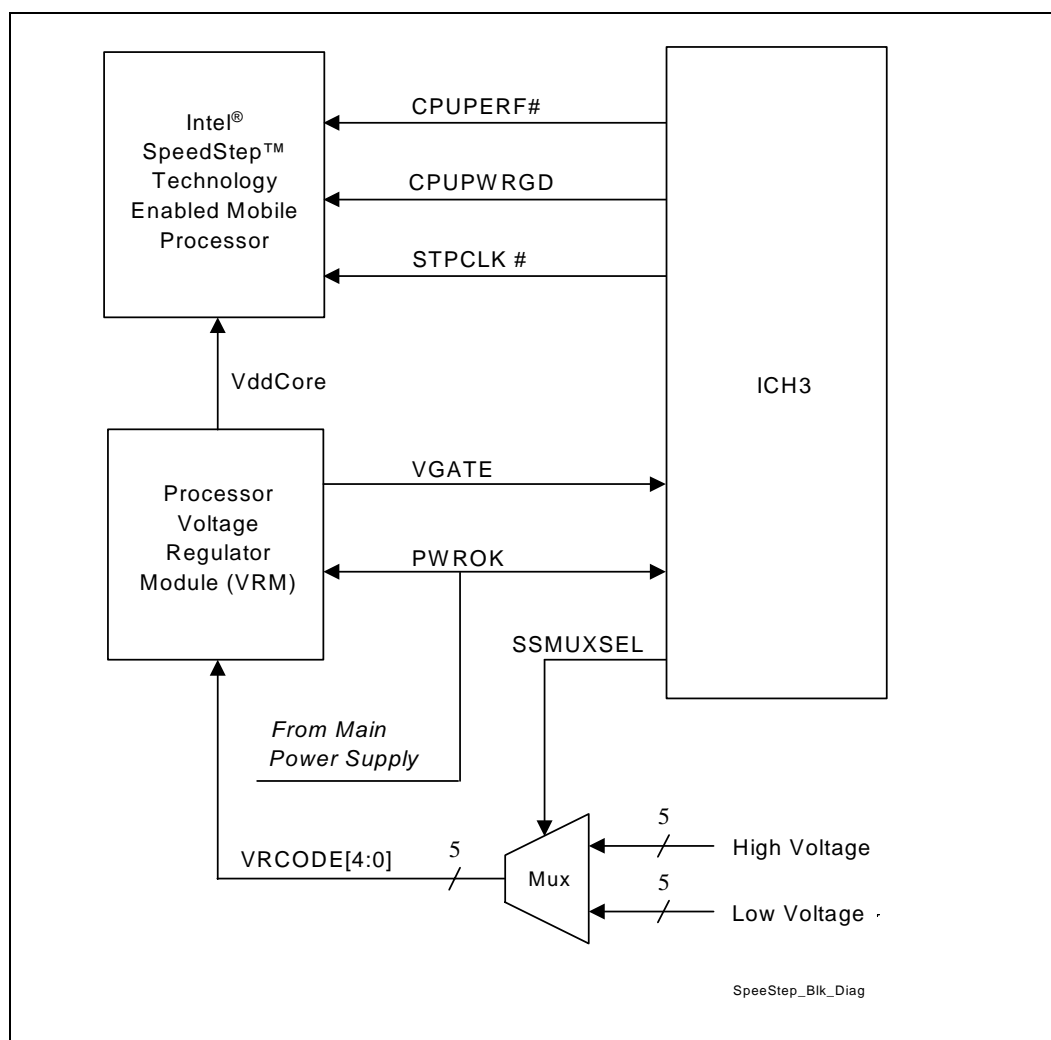 CPUPERF#
Intel®
SpeedStep™
Technology
Enabled Mobile
Processor
CPUPWRGD
STPCLK #
ICH3
VddCore
VGATE
Processor
Voltage
Regulator
Module (VRM)
PWROK
SSMUXSEL
From Main
Power Supply
5
High Voltage
VRCODE[4:0]
5
Mux
5
Low Voltage
SpeeStep_Blk_Diag